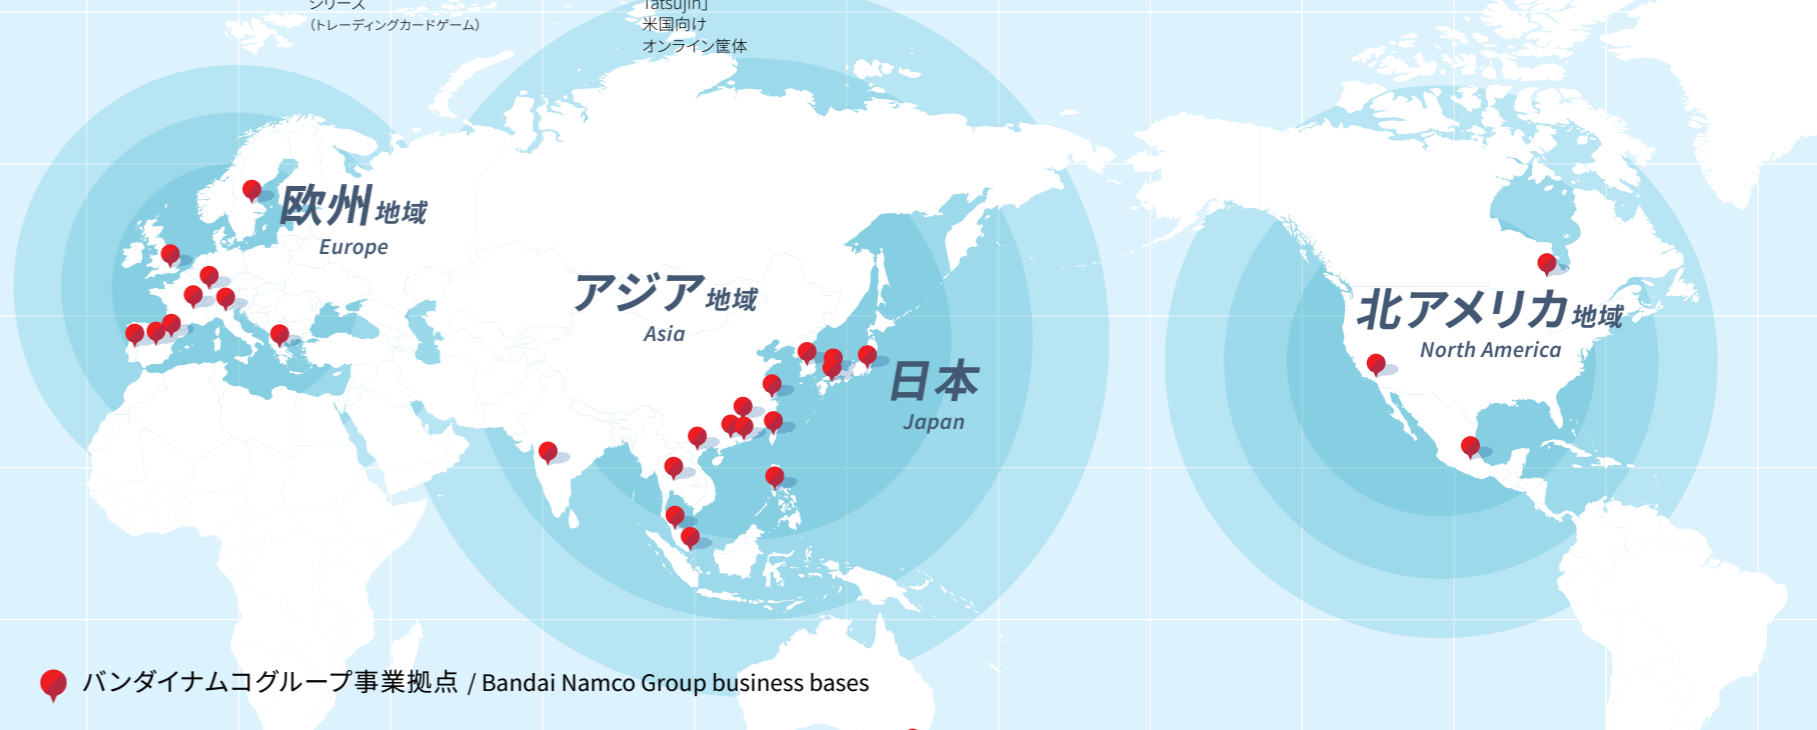 シリーズ
（トレーディングカードゲーム）
Tatsujin」
米国向け
オンライン筐体
欧州地域
Europe
アジア地域
Asia
日本
Japan
北アメリカ地域
North America
バンダイナムコグループ事業拠点 / Bandai Namco Group business bases